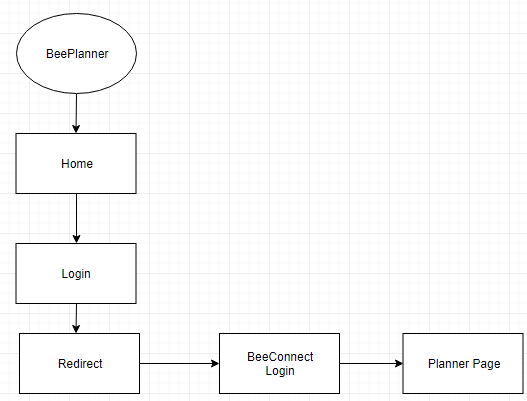 BeePlanner
Home
Login
Redirect
BeeConnect
Login
Planner Page